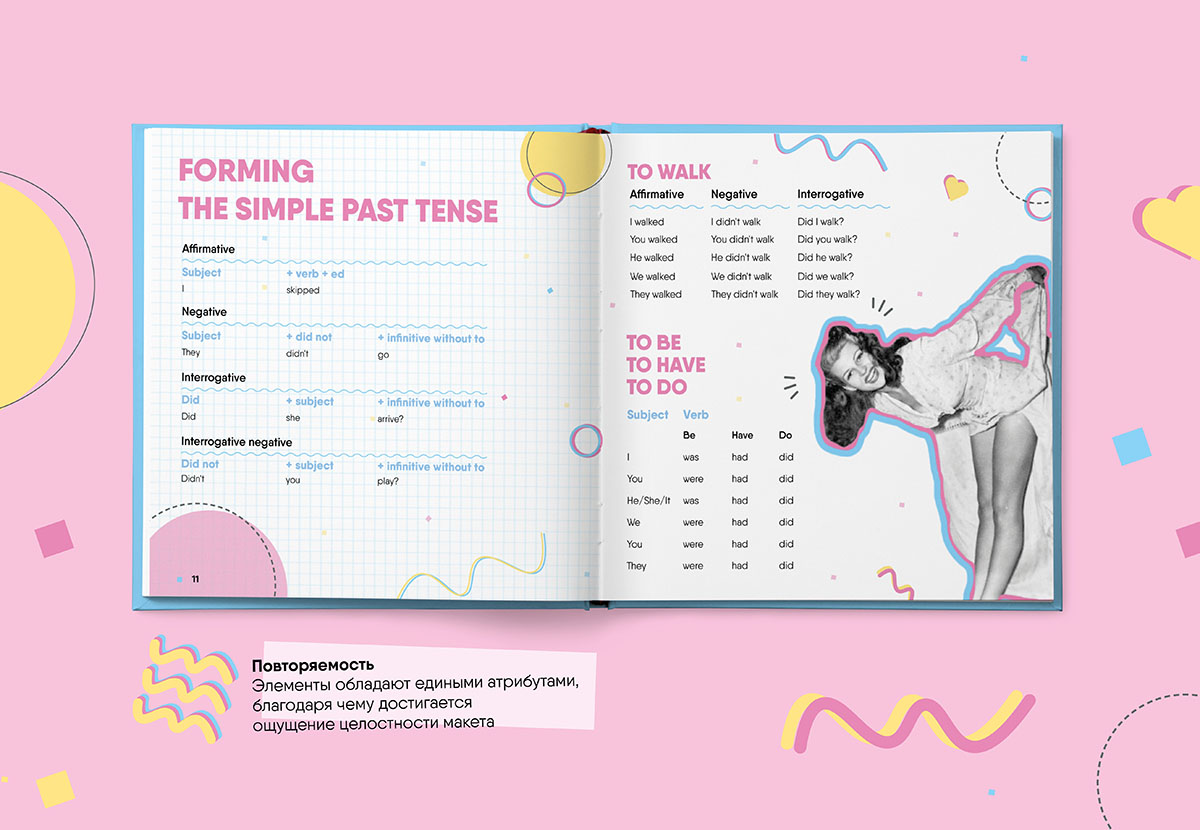 FORMING
THE SIMPLE PAST TENSE
Affirmative
Subject + verb + ed
I skipped
Negative
Subject + did not + infinitive without to
They didn't go
Interrogative
Did + subject + infinitive without to
Did she arrive?
Interrogative negative
Did not + subject + infinitive without to
Didn't you play?
11
TO WALK
Affirmative Negative Interrogative
I walked I didn't walk Did I walk?
You walked You didn't walk Did you walk?
He walked He didn't walk Did he walk?
We walked We didn't walk Did we walk?
They walked They didn't walk Did they walk?
TO BE
TO HAVE
TO DO
Subject Verb
Be Have Do
I was had did
You were had did
He/She/It was had did
We were had did
You were had did
They were had did
Повторяемость
Элементы обладают едиными атрибутами,
благодаря чему достигается
ощущение целостности макета